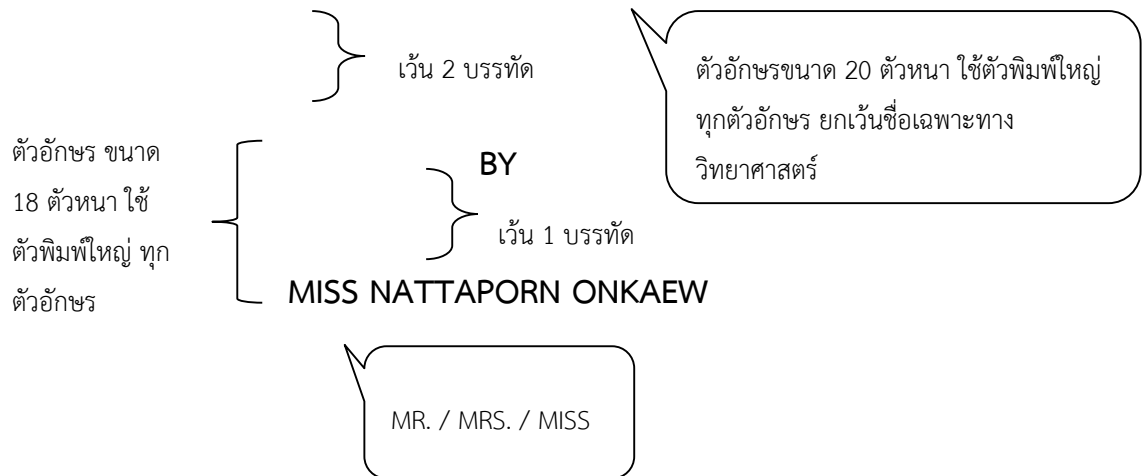 เว้น 2 บรรทัด
ตัวอักษรขนาด 20 ตัวหนา ใช้ตัวพิมพ์ใหญ่
ทุกตัวอักษร ยกเว้นชื่อเฉพาะทาง
วิทยาศาสตร์
ตัวอักษร ขนาด
18 ตัวหนา ใช้
ตัวพิมพ์ใหญ่ ทุก
ตัวอักษร
BY
เว้น 1 บรรทัด
MISS NATTAPORN ONKAEW
MR. / MRS. / MISS